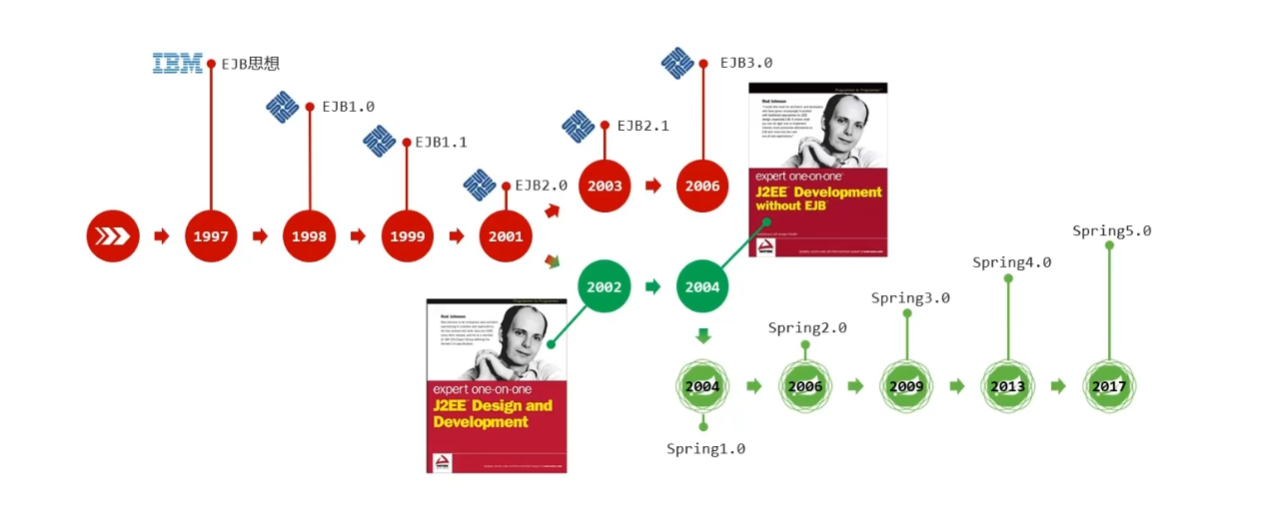 IBM
EJB思想
EJB1.0
EJB1.1
EJB2.0
EJB2.1
EJB3.0
1997
1998
1999
2001
2003
2006
Rod Johnson
expert one-on-one
J2EE Development
without EJB
2002
2004
Rod Johnson
expert one-on-one
J2EE Design and
Development
2004
2006
2009
2013
2017
Spring1.0
Spring2.0
Spring3.0
Spring4.0
Spring5.0